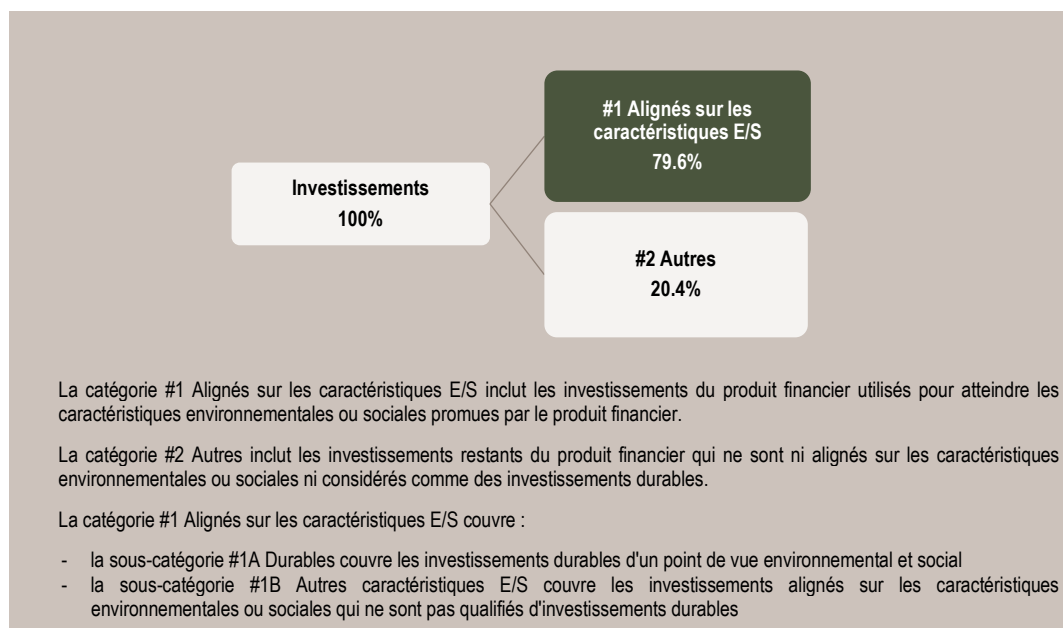 #1 Alignés sur les
caractéristiques E/S
79.6%
Investissements
100%
#2 Autres
20.4%
La catégorie #1 Alignés sur les caractéristiques E/S inclut les investissements du produit financier utilisés pour atteindre les
caractéristiques environnementales ou sociales promues par le produit financier.
La catégorie #2 Autres inclut les investissements restants du produit financier qui ne sont ni alignés sur les caractéristiques
environnementales ou sociales ni considérés comme des investissements durables.
La catégorie #1 Alignés sur les caractéristiques E/S couvre :
- la sous-catégorie #1A Durables couvre les investissements durables d'un point de vue environnemental et social
- la sous-catégorie #1B Autres caractéristiques E/S couvre les investissements alignés sur les caractéristiques
environnementales ou sociales qui ne sont pas qualifiés d'investissements durables